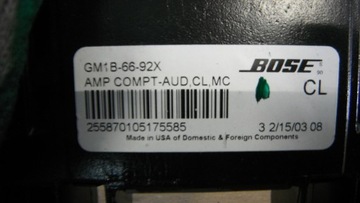 GM1B-66-92X
BOSE
AMP COMPT-AUD,CL,MC
CL
255870105175585
3 2/15/03 08
Made in USA of Domestic & Foreign Components